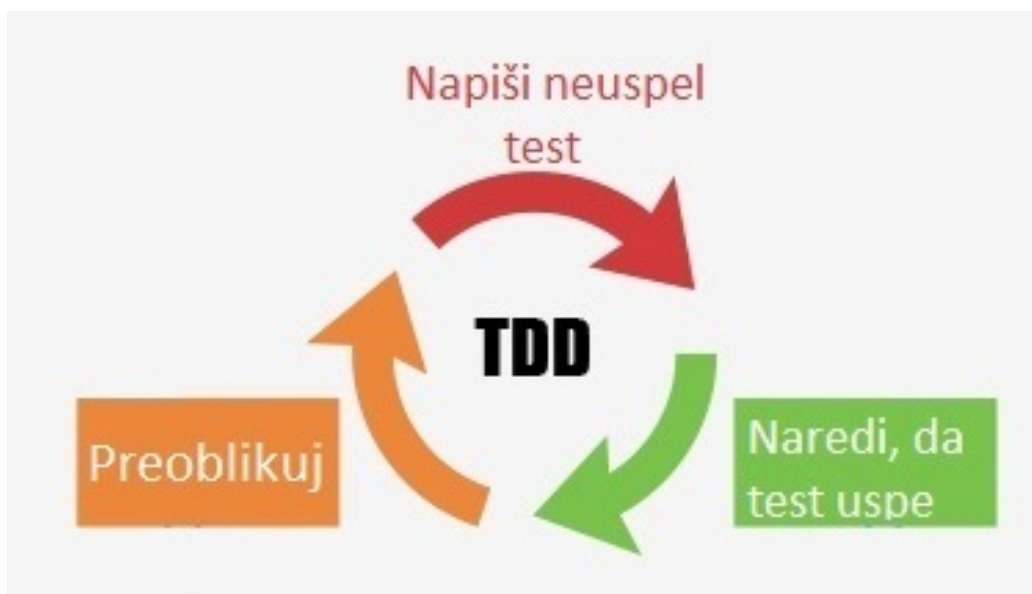 Napiši neuspel
test
TDD
Preoblikuj
Naredi, da
test uspe